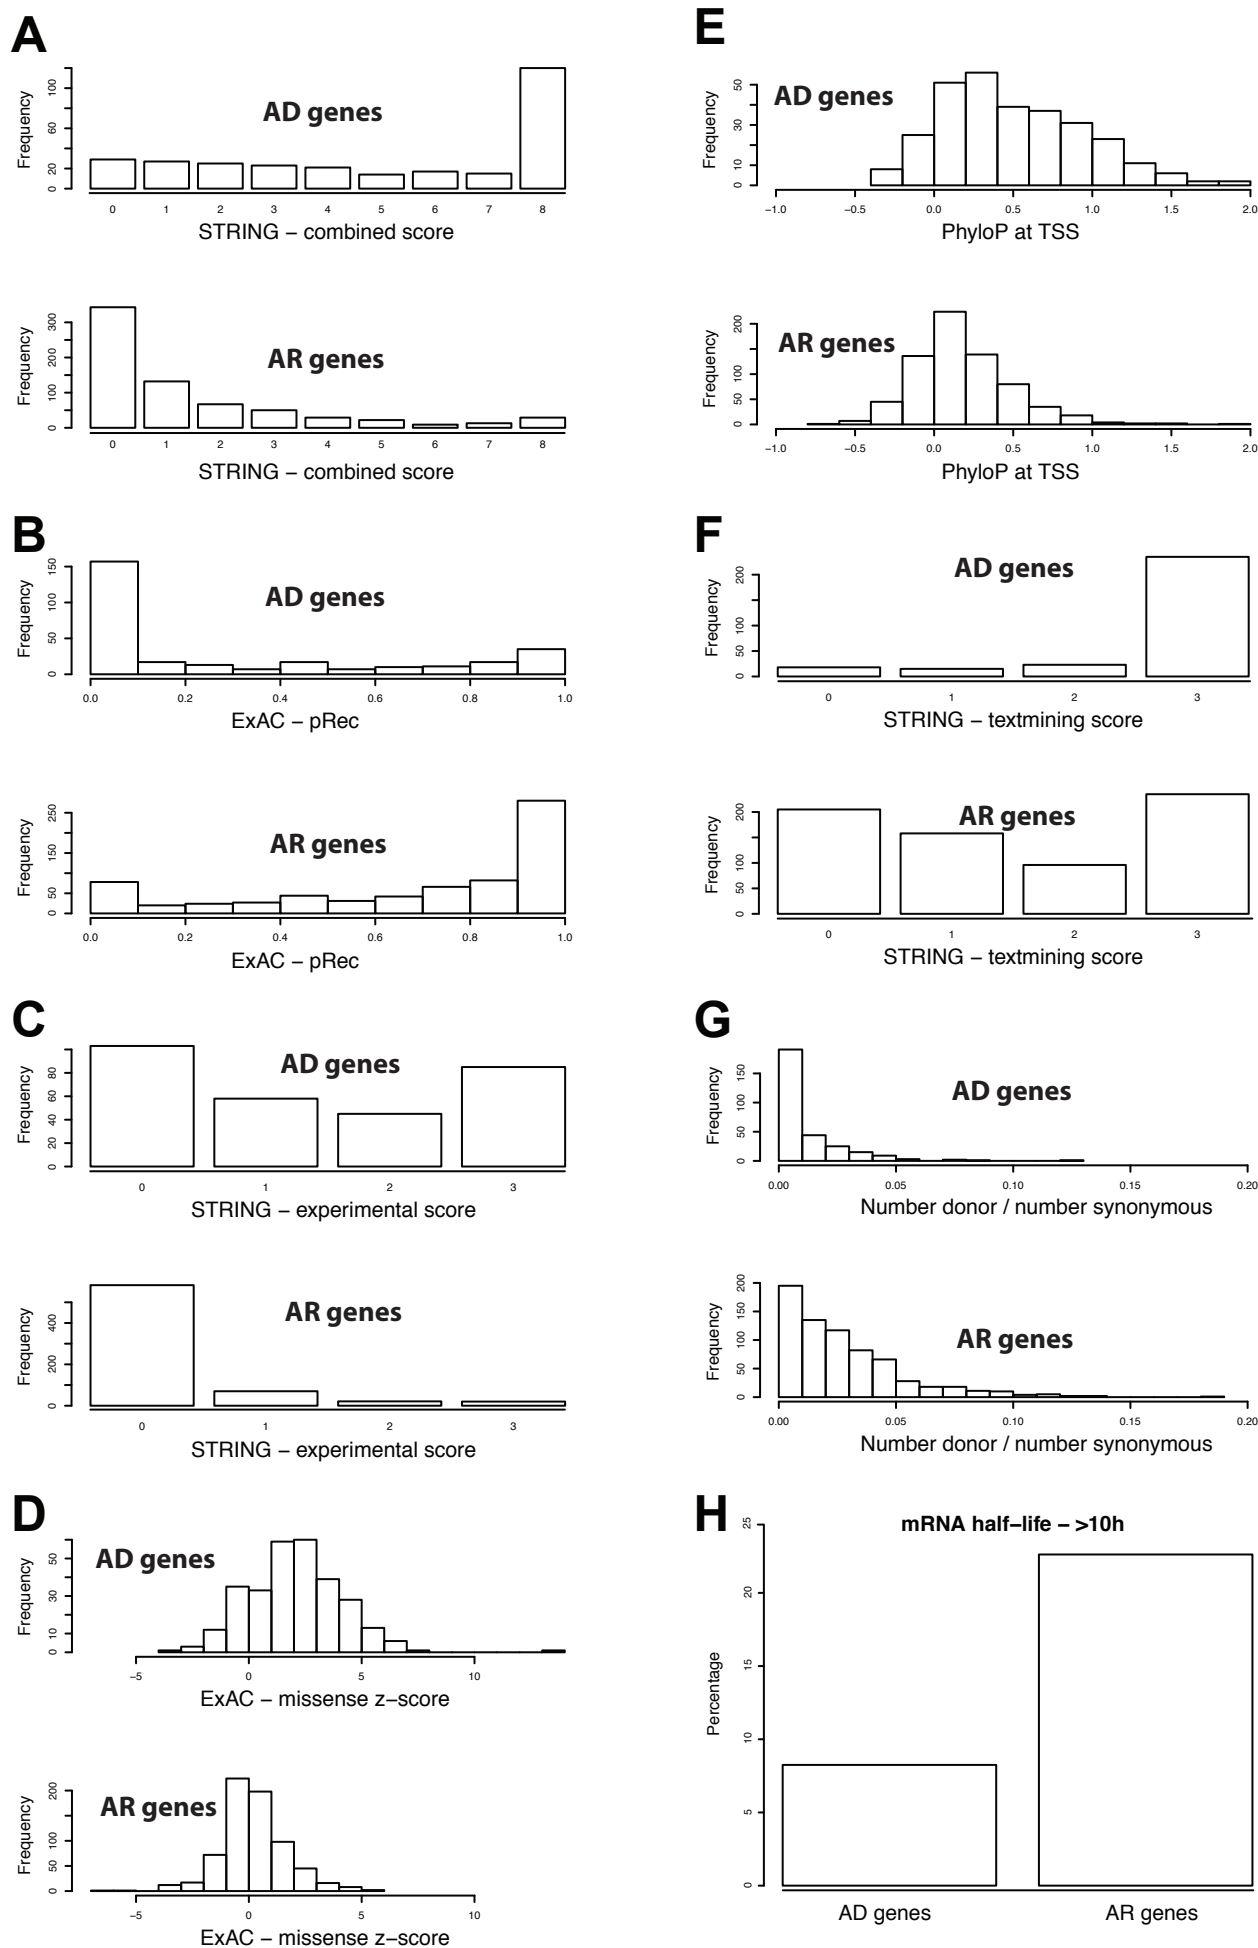 A
AD genes
Frequency
0 20 60 100
0 1 2 3 4 5 6 7 8
STRING – combined score
AR genes
Frequency
0 100 200 300
0 1 2 3 4 5 6 7 8
STRING – combined score
B
AD genes
Frequency
0 50 100 150
0.0 0.2 0.4 0.6 0.8 1.0
ExAC – pRec
AR genes
Frequency
0 50 150 250
0.0 0.2 0.4 0.6 0.8 1.0
ExAC – pRec
C
AD genes
Frequency
0 20 40 60 80
0 1 2 3
STRING – experimental score
AR genes
Frequency
0 200 400
0 1 2 3
STRING – experimental score
D
AD genes
Frequency
0 10 30 50
−5 0 5 10
ExAC – missense z−score
AR genes
Frequency
0 50 100 200
−5 0 5 10
ExAC – missense z−score
E
AD genes
Frequency
0 10 30 50
−1.0 −0.5 0.0 0.5 1.0 1.5 2.0
PhyloP at TSS
AR genes
Frequency
0 50 100 200
−1.0 −0.5 0.0 0.5 1.0 1.5 2.0
PhyloP at TSS
F
AD genes
Frequency
0 50 100 200
0 1 2 3
STRING – textmining score
AR genes
Frequency
0 50 100 200
0 1 2 3
STRING – textmining score
G
AD genes
Frequency
0 50 100 150
0.00 0.05 0.10 0.15 0.20
Number donor / number synonymous
AR genes
Frequency
0 50 100 150 200
0.00 0.05 0.10 0.15 0.20
Number donor / number synonymous
H
mRNA half−life − >10h
Percentage
0 5 10 15 20 25
AD genes AR genes